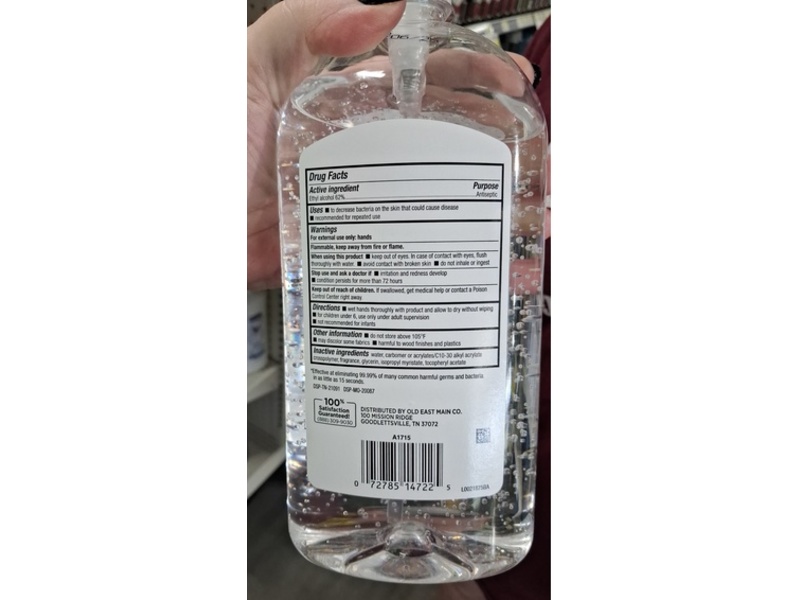 Drug Facts
Active ingredient Purpose
Ethyl alcohol 62% Antiseptic
Uses ■ to decrease bacteria on the skin that could cause disease
■ recommended for repeated use
Warnings
For external use only: hands
Flammable, keep away from fire or flame.
When using this product ■ keep out of eyes. In case of contact with eyes, flush
thoroughly with water. ■ avoid contact with broken skin ■ do not inhale or ingest
Stop use and ask a doctor if ■ irritation and redness develop
■ condition persists for more than 72 hours
Keep out of reach of children. If swallowed, get medical help or contact a Poison
Control Center right away.
Directions ■ wet hands thoroughly with product and allow to dry without wiping
■ for children under 6, use only under adult supervision
■ not recommended for infants
Other information ■ do not store above 105°F
■ may discolor some fabrics ■ harmful to wood finishes and plastics
Inactive ingredients water, carbomer or acrylates/C10-30 alkyl acrylate
crosspolymer, fragrance, glycerin, isopropyl myristate, tocopheryl acetate
*Effective at eliminating 99.99% of many common harmful germs and bacteria
in as little as 15 seconds.
DSP-TN-21091 DSP-MO-20087
100%
Satisfaction
Guaranteed!
(888)-309-9030
DISTRIBUTED BY OLD EAST MAIN CO.
100 MISSION RIDGE
GOODLETTSVILLE, TN 37072
A1715
0 72785 14722 5